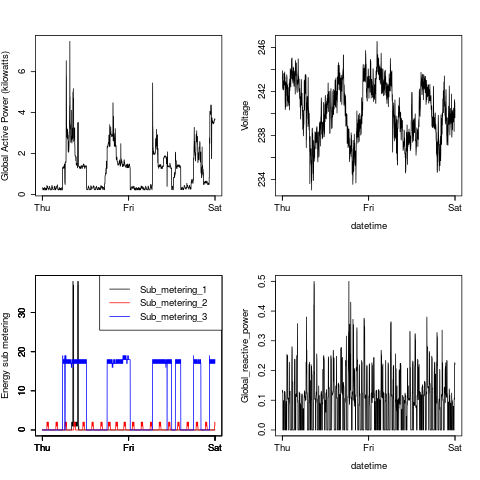 Global Active Power (kilowatts)
0 2 4 6
Thu Fri Sat
Voltage
234 238 242 246
Thu Fri Sat
datetime
Energy sub metering
0 10 20 30
Sub_metering_1
Sub_metering_2
Sub_metering_3
Thu Fri Sat
Global_reactive_power
0.0 0.1 0.2 0.3 0.4 0.5
Thu Fri Sat
datetime